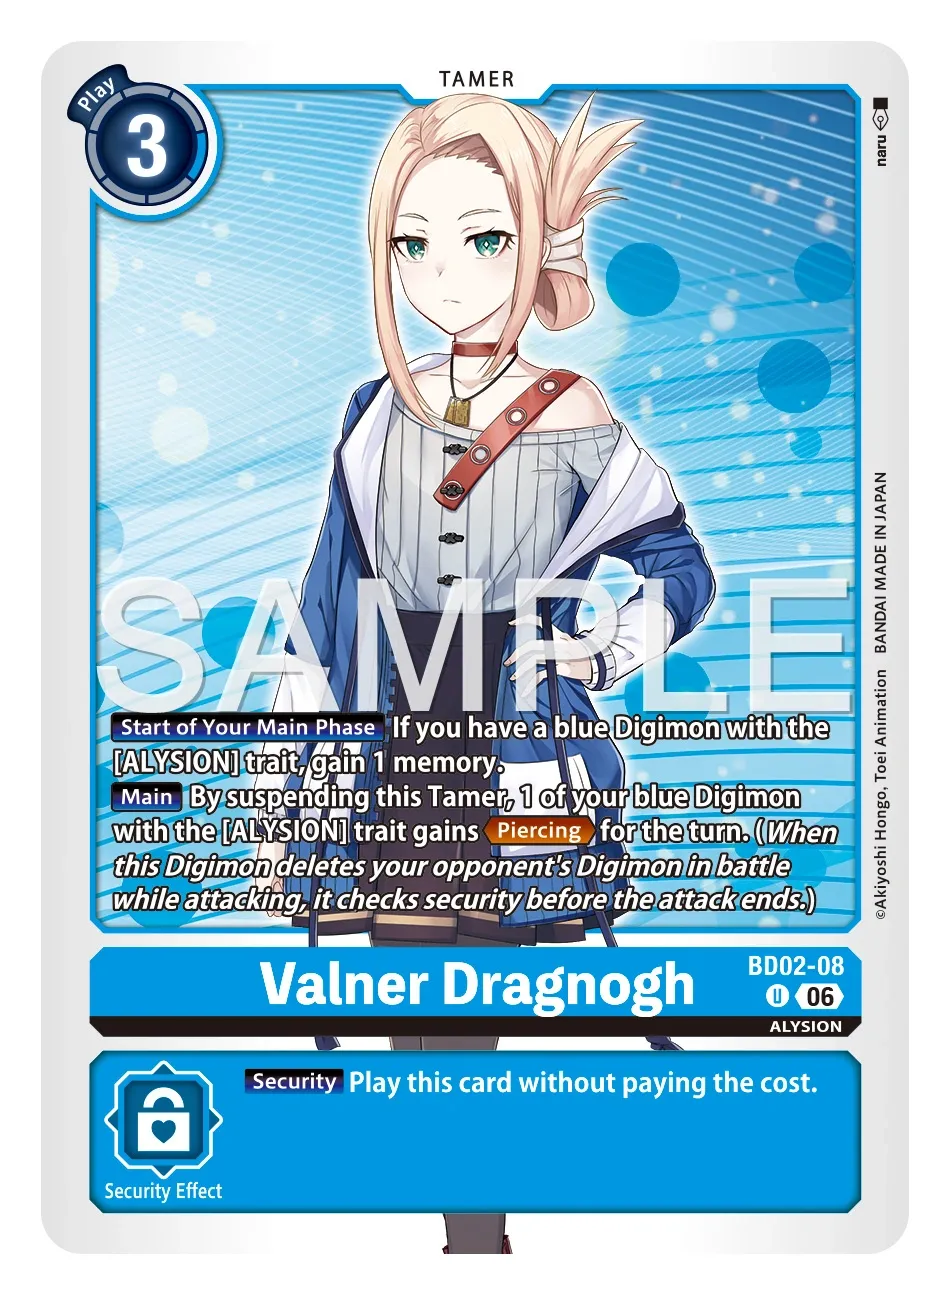 TAMER
Play
3
naru
SAMPLE
Start of Your Main Phase If you have a blue Digimon with the
[ALYSION] trait, gain 1 memory.
Main By suspending this Tamer, 1 of your blue Digimon
with the [ALYSION] trait gains Piercing for the turn. (When
this Digimon deletes your opponent's Digimon in battle
while attacking, it checks security before the attack ends.)
©Akiyoshi Hongo, Toei Animation BANDAI MADE IN JAPAN
Valner Dragnogh
BD02-08
U 06
ALYSION
Security Play this card without paying the cost.
Security Effect